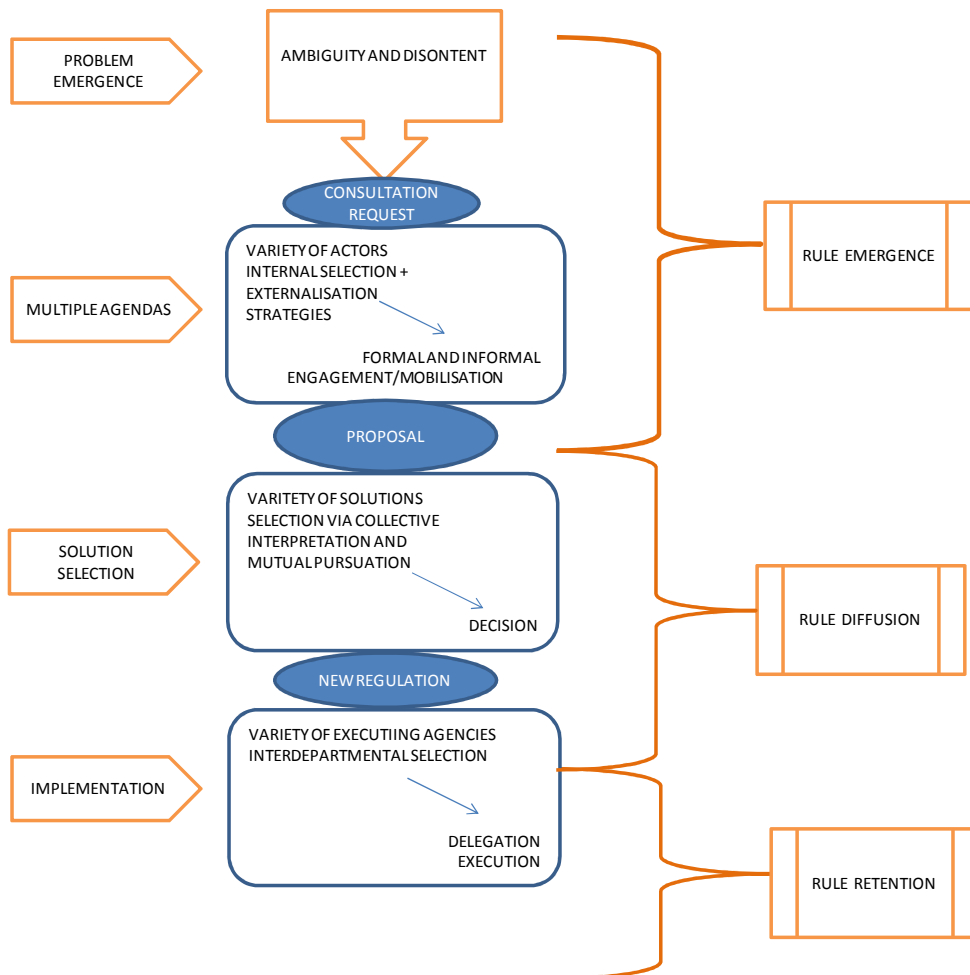 PROBLEM
EMERGENCE
AMBIGUITY AND DISONTENT
CONSULTATION
REQUEST
MULTIPLE AGENDAS
VARIETY OF ACTORS
INTERNAL SELECTION +
EXTERNALISATION
STRATEGIES
FORMAL AND INFORMAL
ENGAGEMENT/MOBILISATION
RULE EMERGENCE
PROPOSAL
SOLUTION
SELECTION
VARITETY OF SOLUTIONS
SELECTION VIA COLLECTIVE
INTERPRETATION AND
MUTUAL PURSUATION
DECISION
RULE DIFFUSION
NEW REGULATION
IMPLEMENTATION
VARIETY OF EXECUTIING AGENCIES
INTERDEPARTMENTAL SELECTION
DELEGATION
EXECUTION
RULE RETENTION